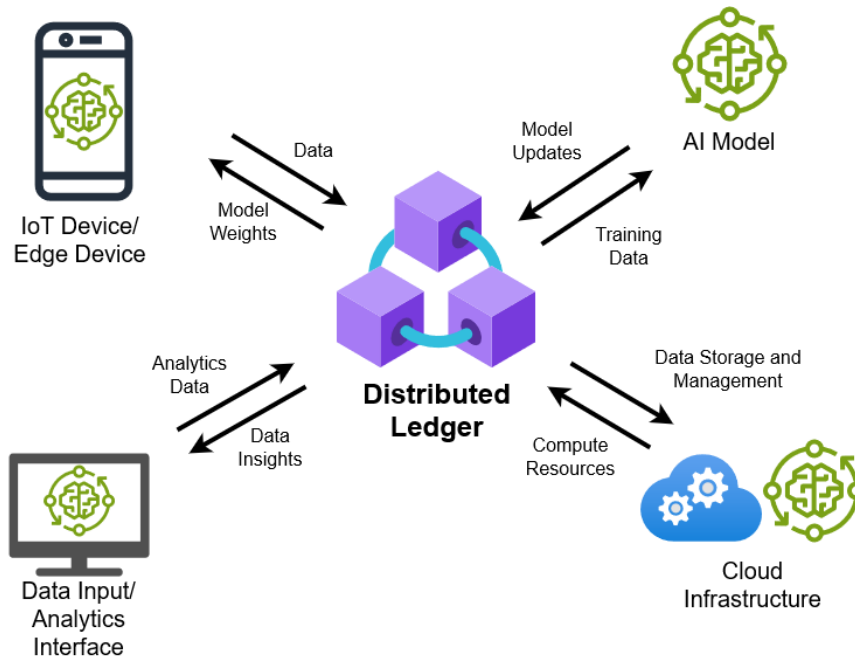 Data
Model
Weights
IoT Device/
Edge Device
Model
Updates
AI Model
Training
Data
Distributed
Ledger
Analytics
Data
Data
Insights
Data Input/
Analytics
Interface
Data Storage and
Management
Compute
Resources
Cloud
Infrastructure